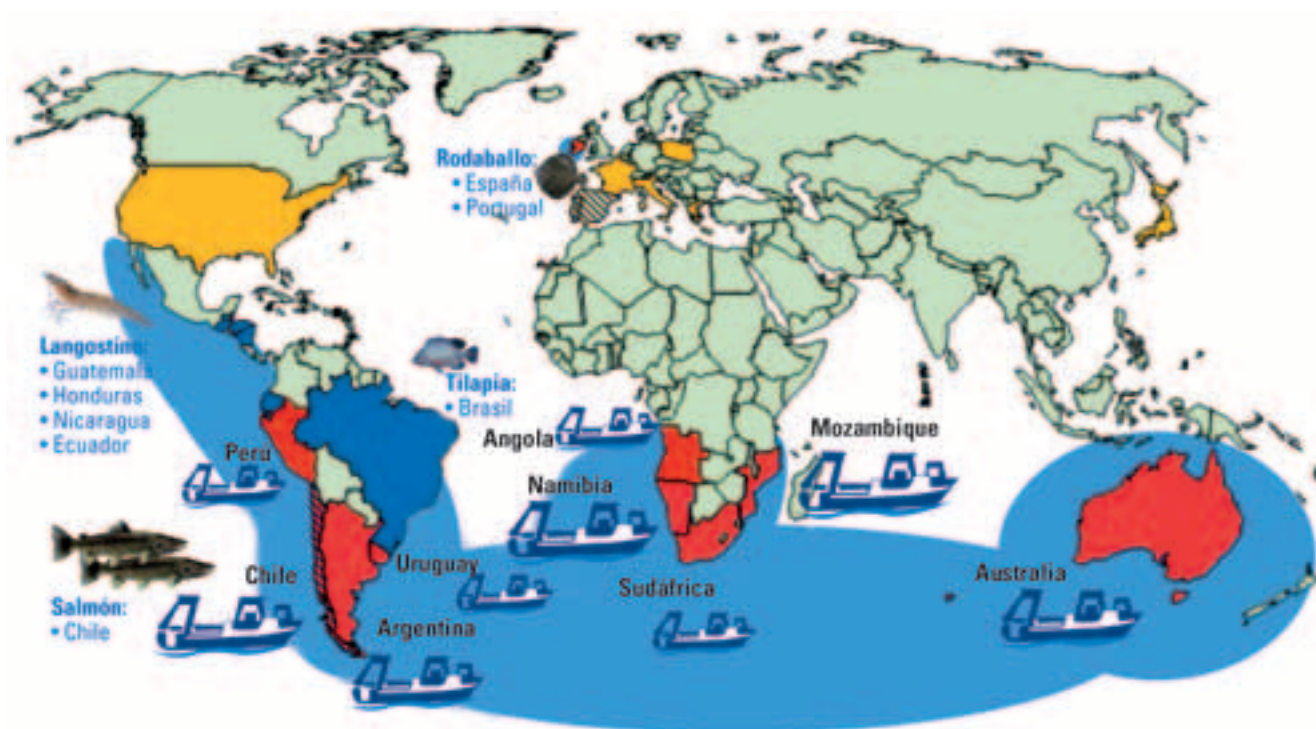 Rodaballo:
• España
• Portugal
Langostino:
• Guatemala
• Honduras
• Nicaragua
• Ecuador
Tilapia:
• Brasil
Angola
Mozambique
Perú
Namibia
Chile
Uruguay
Sudáfrica
Australia
Salmón:
• Chile
Argentina